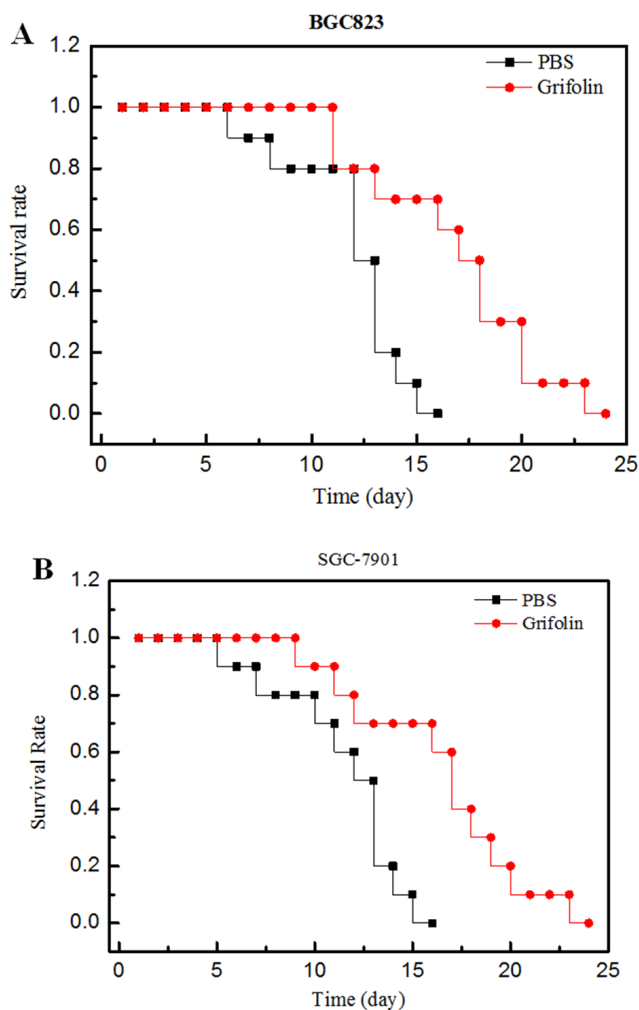 A
BGC823
PBS
Grifolin
1.2
1.0
0.8
0.6
0.4
0.2
0.0
Survival rate
0 5 10 15 20 25
Time (day)
B
SGC-7901
PBS
Grifolin
1.2
1.0
0.8
0.6
0.4
0.2
0.0
Survival Rate
0 5 10 15 20 25
Time (day)